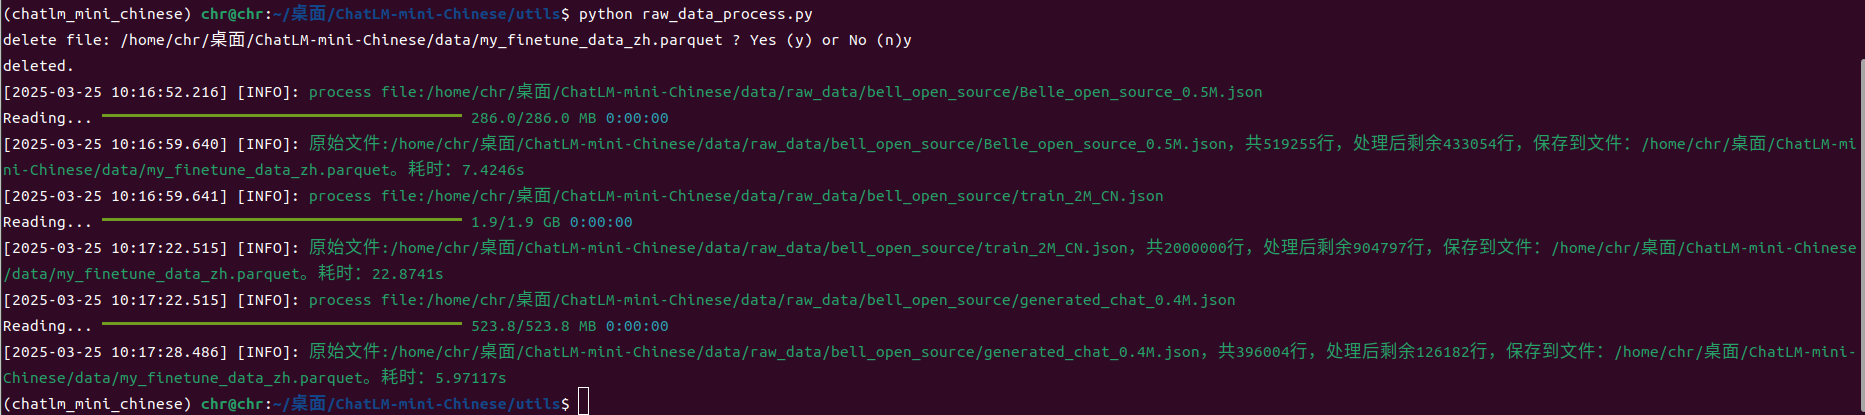 (chatlm_mini_chinese) chr@chr:~/桌面/ChatLM-mini-Chinese/utils$ python raw_data_process.py
delete file: /home/chr/桌面/ChatLM-mini-Chinese/data/my_finetune_data_zh.parquet ? Yes (y) or No (n)y
deleted.
[2025-03-25 10:16:52.216] [INFO]: process file:/home/chr/桌面/ChatLM-mini-Chinese/data/raw_data/bell_open_source/Belle_open_source_0.5M.json
Reading... 286.0/286.0 MB 0:00:00
[2025-03-25 10:16:59.640] [INFO]: 原始文件:/home/chr/桌面/ChatLM-mini-Chinese/data/raw_data/bell_open_source/Belle_open_source_0.5M.json，共519255行，处理后剩余433054行，保存到文件：/home/chr/桌面/ChatLM-mi
ni-Chinese/data/my_finetune_data_zh.parquet。耗时：7.4246s
[2025-03-25 10:16:59.641] [INFO]: process file:/home/chr/桌面/ChatLM-mini-Chinese/data/raw_data/bell_open_source/train_2M_CN.json
Reading... 1.9/1.9 GB 0:00:00
[2025-03-25 10:17:22.515] [INFO]: 原始文件:/home/chr/桌面/ChatLM-mini-Chinese/data/raw_data/bell_open_source/train_2M_CN.json，共2000000行，处理后剩余904797行，保存到文件：/home/chr/桌面/ChatLM-mini-Chinese
/data/my_finetune_data_zh.parquet。耗时：22.8741s
[2025-03-25 10:17:22.515] [INFO]: process file:/home/chr/桌面/ChatLM-mini-Chinese/data/raw_data/bell_open_source/generated_chat_0.4M.json
Reading... 523.8/523.8 MB 0:00:00
[2025-03-25 10:17:28.486] [INFO]: 原始文件:/home/chr/桌面/ChatLM-mini-Chinese/data/raw_data/bell_open_source/generated_chat_0.4M.json，共396004行，处理后剩余126182行，保存到文件：/home/chr/桌面/ChatLM-mini-
Chinese/data/my_finetune_data_zh.parquet。耗时：5.97117s
(chatlm_mini_chinese) chr@chr:~/桌面/ChatLM-mini-Chinese/utils$